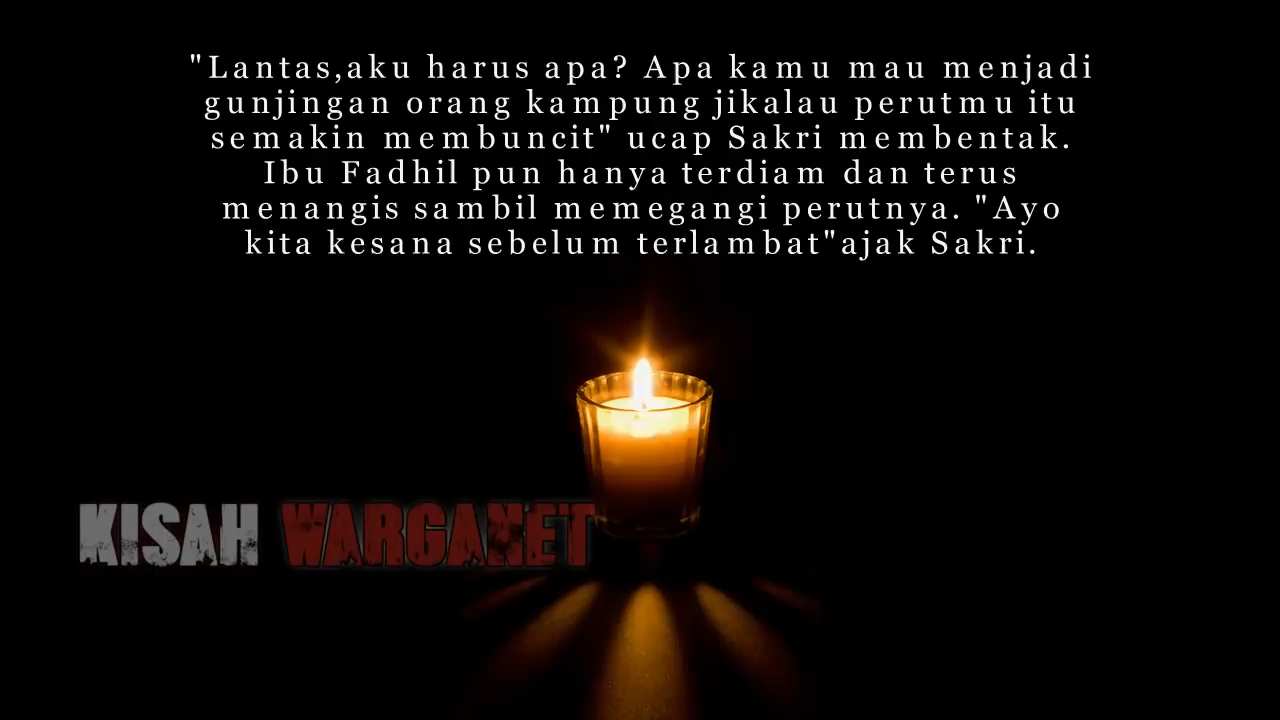 "Lantas,aku harus apa? Apa kamu mau menjadi
gunjingan orang kampung jikalau perutmu itu
semakin membuncit" ucap Sakri membentak.
Ibu Fadhil pun hanya terdiam dan terus
menangis sambil memegangi perutnya. "Ayo
kita kesana sebelum terlambat"ajak Sakri.
KISAH WARGANET